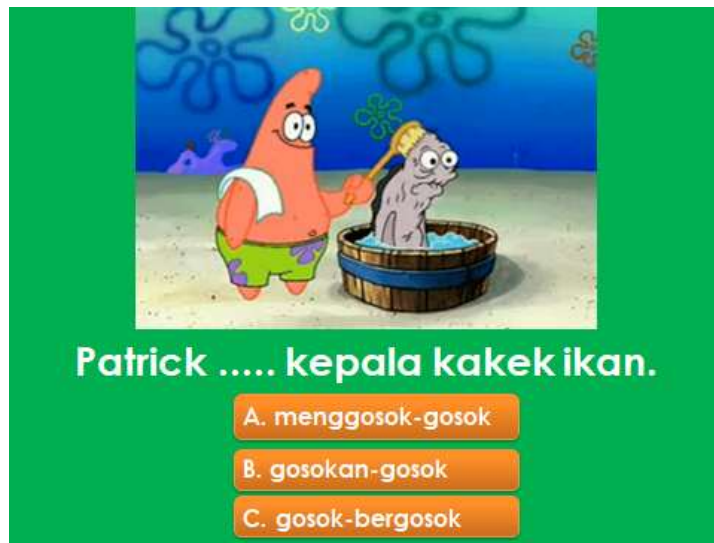 Patrick ..... kepala kakek ikan.
A. menggosok-gosok
B. gosokan-gosok
C. gosok-bergosok